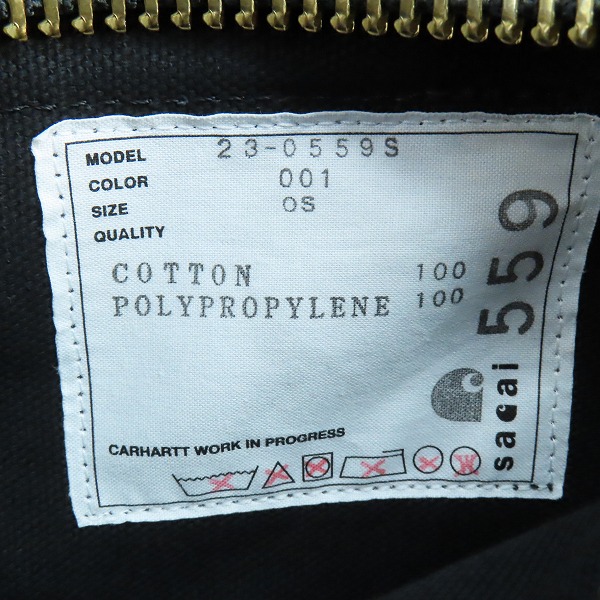 MODEL 23-0559S
COLOR 001
SIZE OS
QUALITY
COTTON 100
POLYPROPYLENE 100
CARHARTT WORK IN PROGRESS
sacai 559